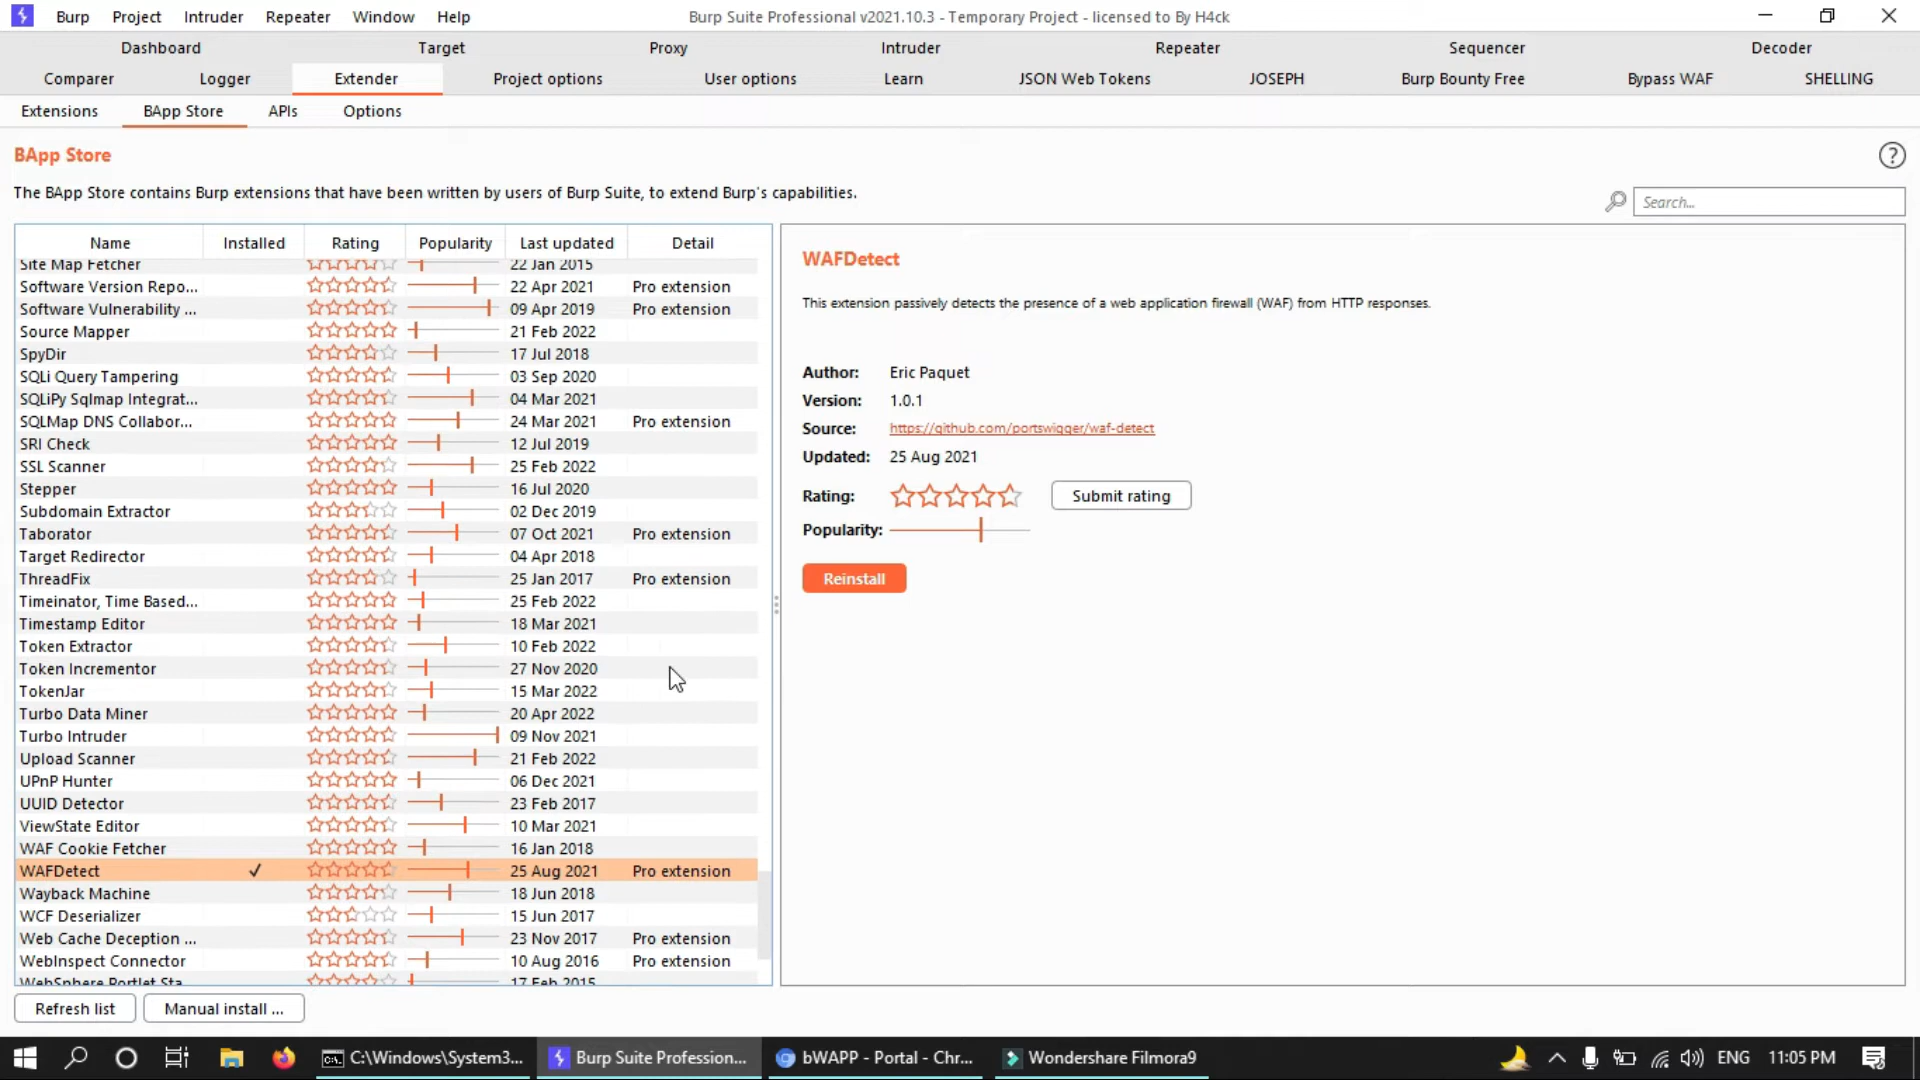 Burp Project Intruder Repeater Window Help Burp Suite Professional v2021.10.3 - Temporary Project - licensed to By H4ck
Dashboard Target Proxy Intruder Repeater Sequencer Decoder
Comparer Logger Extender Project options User options Learn JSON Web Tokens JOSEPH Burp Bounty Free Bypass WAF SHELLING
Extensions BApp Store APIs Options
BApp Store
?
The BApp Store contains Burp extensions that have been written by users of Burp Suite, to extend Burp's capabilities.
Search...
Name Installed Rating Popularity Last updated Detail
Site Map Fetcher 22 Jan 2015
Software Version Repo... 22 Apr 2021 Pro extension
Software Vulnerability ... 09 Apr 2019 Pro extension
Source Mapper 21 Feb 2022
SpyDir 17 Jul 2018
SQLi Query Tampering 03 Sep 2020
SQLiPy Sqlmap Integrat... 04 Mar 2021
SQLMap DNS Collabor... 24 Mar 2021 Pro extension
SRI Check 12 Jul 2019
SSL Scanner 25 Feb 2022
Stepper 16 Jul 2020
Subdomain Extractor 02 Dec 2019
Taborator 07 Oct 2021 Pro extension
Target Redirector 04 Apr 2018
ThreadFix 25 Jan 2017 Pro extension
Timeinator, Time Based... 25 Feb 2022
Timestamp Editor 18 Mar 2021
Token Extractor 10 Feb 2022
Token Incrementor 27 Nov 2020
TokenJar 15 Mar 2022
Turbo Data Miner 20 Apr 2022
Turbo Intruder 09 Nov 2021
Upload Scanner 21 Feb 2022
UPnP Hunter 06 Dec 2021
UUID Detector 23 Feb 2017
ViewState Editor 10 Mar 2021
WAF Cookie Fetcher 16 Jan 2018
WAFDetect ✓ 25 Aug 2021 Pro extension
Wayback Machine 18 Jun 2018
WCF Deserializer 15 Jun 2017
Web Cache Deception ... 23 Nov 2017 Pro extension
WebInspect Connector 10 Aug 2016 Pro extension
WebSphere Portlet Sta... 17 Feb 2015
WAFDetect
This extension passively detects the presence of a web application firewall (WAF) from HTTP responses.
Author: Eric Paquet
Version: 1.0.1
Source: https://github.com/portswigger/waf-detect
Updated: 25 Aug 2021
Rating: Submit rating
Popularity:
Reinstall
Refresh list Manual install ...
C:\Windows\System3... Burp Suite Profession... bWAPP - Portal - Chr... Wondershare Filmora9 ENG 11:05 PM